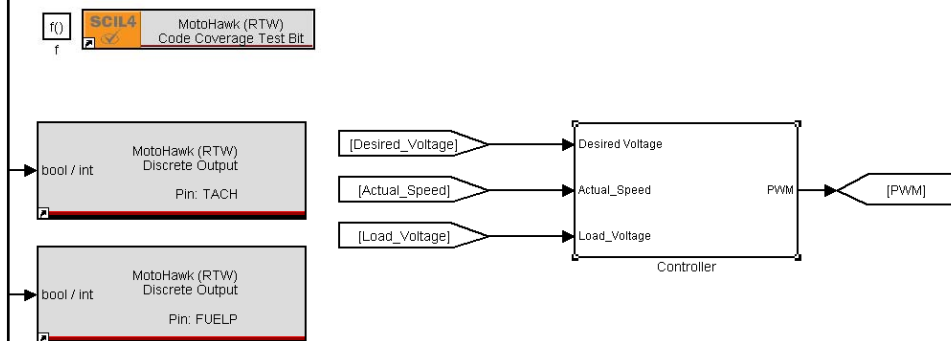 f()
f
SCIL4
MotoHawk (RTW)
Code Coverage Test Bit
bool / int
MotoHawk (RTW)
Discrete Output
Pin: TACH
bool / int
MotoHawk (RTW)
Discrete Output
Pin: FUELP
[Desired_Voltage]
[Actual_Speed]
[Load_Voltage]
Desired Voltage
Actual_Speed
Load_Voltage
PWM
Controller
[PWM]